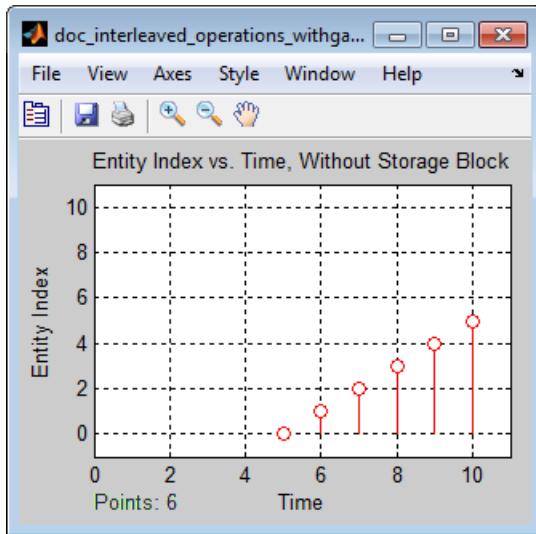 doc_interleaved_operations_withga...
File View Axes Style Window Help
Entity Index vs. Time, Without Storage Block
10
8
6
4
2
0
Entity Index
0 2 4 6 8 10
Points: 6 Time